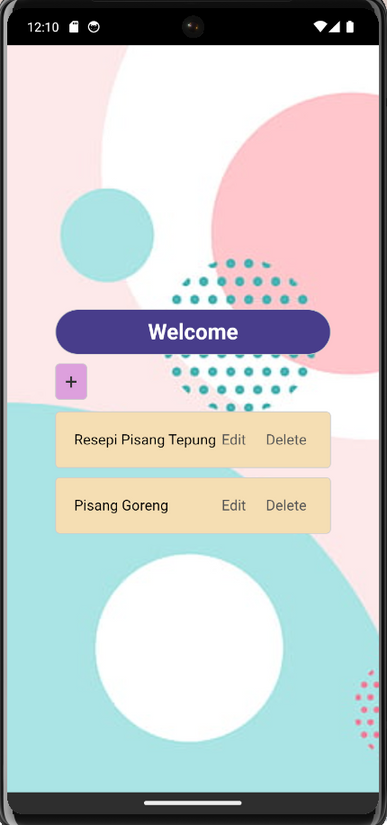 12:10
Welcome
+
Resepi Pisang Tepung Edit Delete
Pisang Goreng Edit Delete